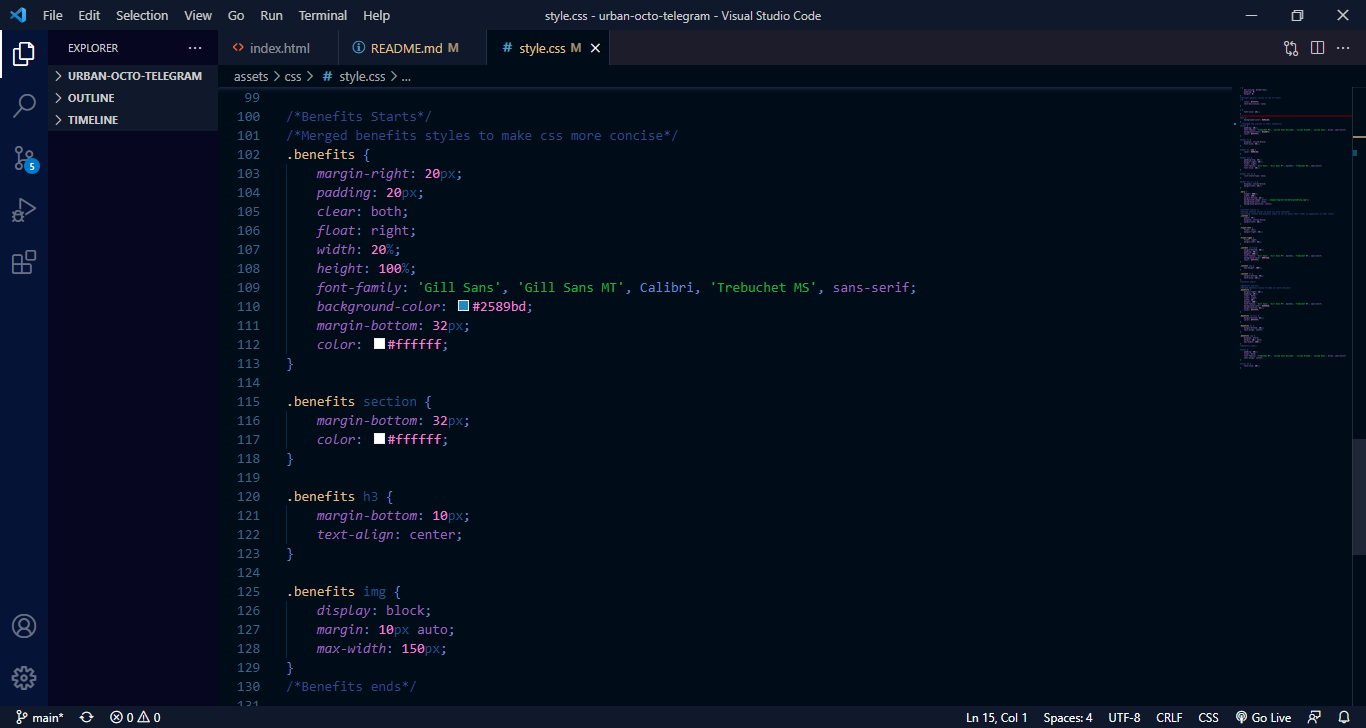 File Edit Selection View Go Run Terminal Help
style.css - urban-octo-telegram - Visual Studio Code
EXPLORER
URBAN-OCTO-TELEGRAM
OUTLINE
TIMELINE
5
index.html
README.md M
# style.css M
assets > css > # style.css > ...
99
100 /*Benefits Starts*/
101 /*Merged benefits styles to make css more concise*/
102 .benefits {
103 margin-right: 20px;
104 padding: 20px;
105 clear: both;
106 float: right;
107 width: 20%;
108 height: 100%;
109 font-family: 'Gill Sans', 'Gill Sans MT', Calibri, 'Trebuchet MS', sans-serif;
110 background-color: #2589bd;
111 margin-bottom: 32px;
112 color: #ffffff;
113 }
114
115 .benefits section {
116 margin-bottom: 32px;
117 color: #ffffff;
118 }
119
120 .benefits h3 {
121 margin-bottom: 10px;
122 text-align: center;
123 }
124
125 .benefits img {
126 display: block;
127 margin: 10px auto;
128 max-width: 150px;
129 }
130 /*Benefits ends*/
131
main* 0 0
Ln 15, Col 1 Spaces: 4 UTF-8 CRLF CSS Go Live